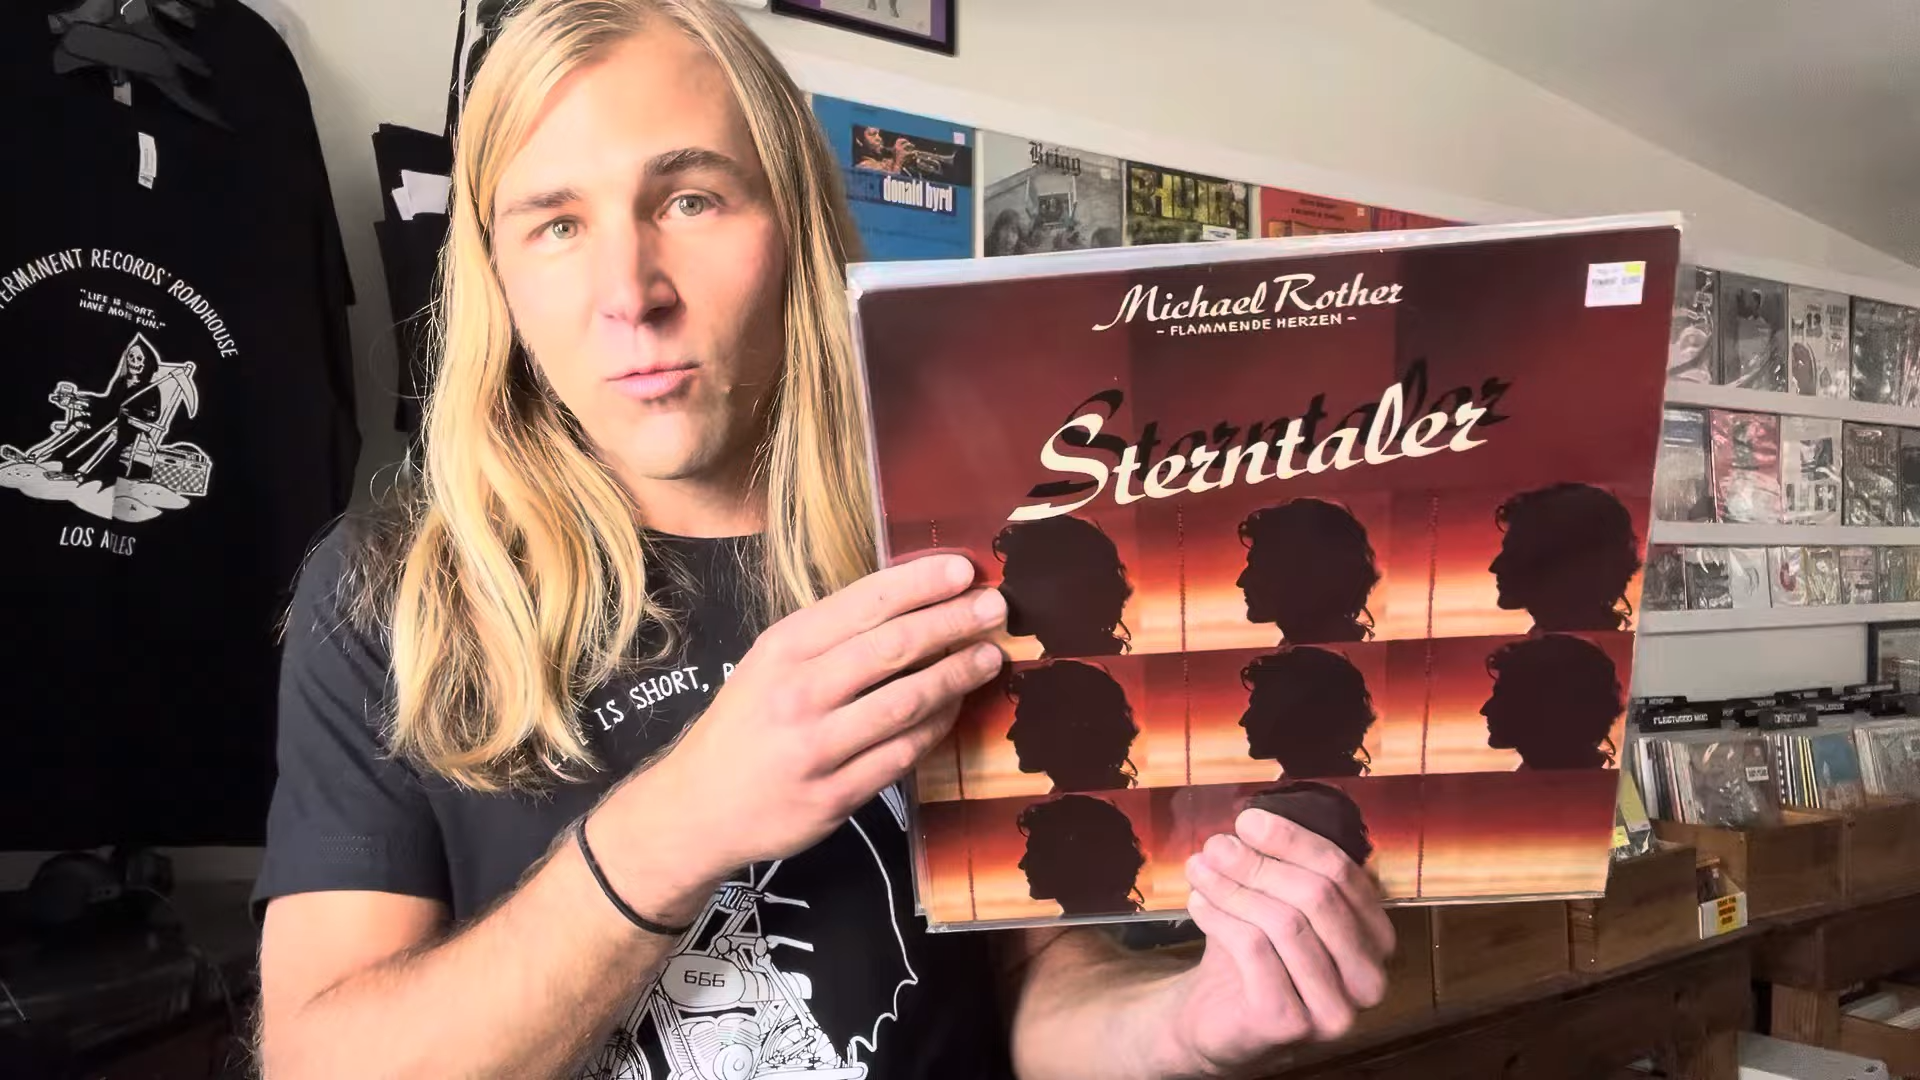 PERMANENT RECORDS' ROADHOUSE
"LIFE IS SHORT,
HAVE MORE FUN."
LOS A LES
donald byrd
Brigg
Michael Rother
- FLAMMENDE HERZEN -
Sterntaler
IS SHORT,
666
FLEETWOOD MAC